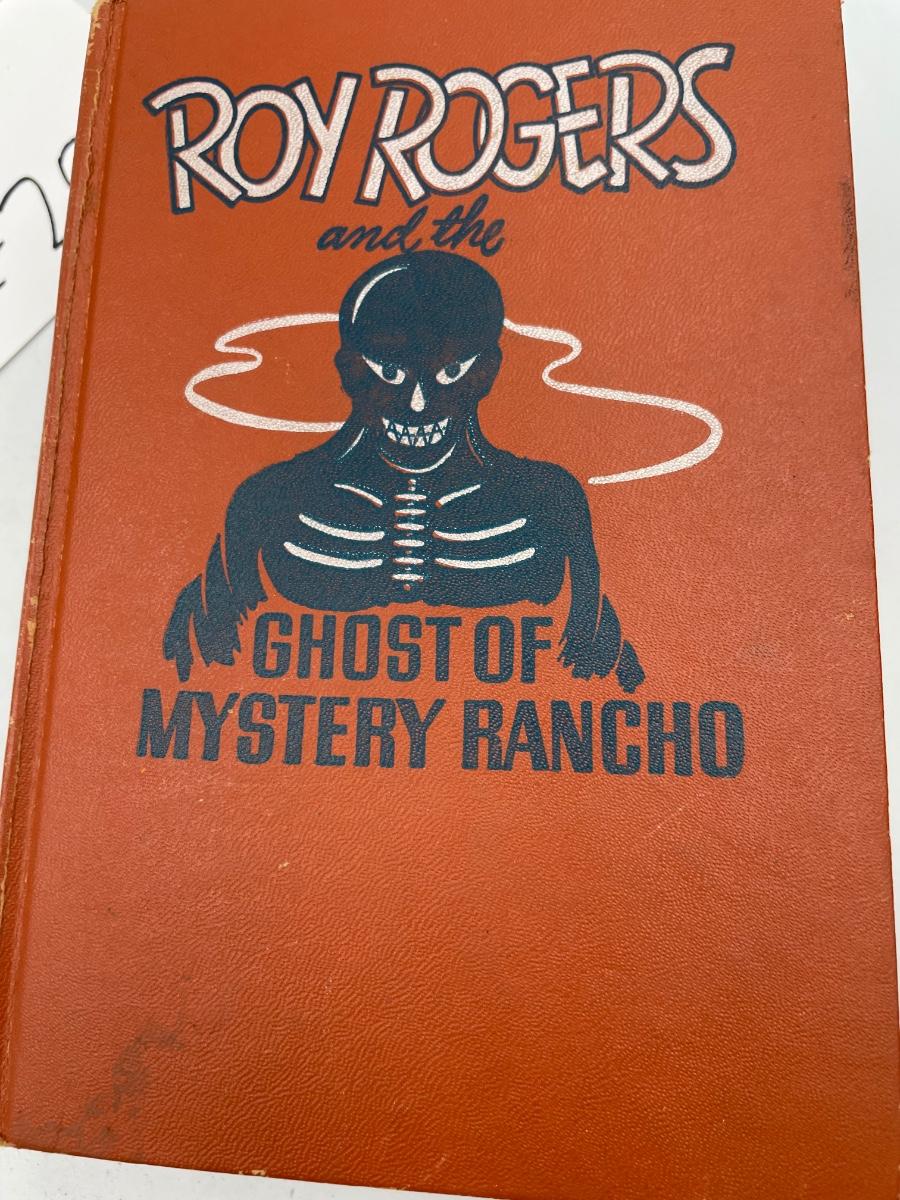 ROY ROGERS
and the
GHOST OF
MYSTERY RANCHO